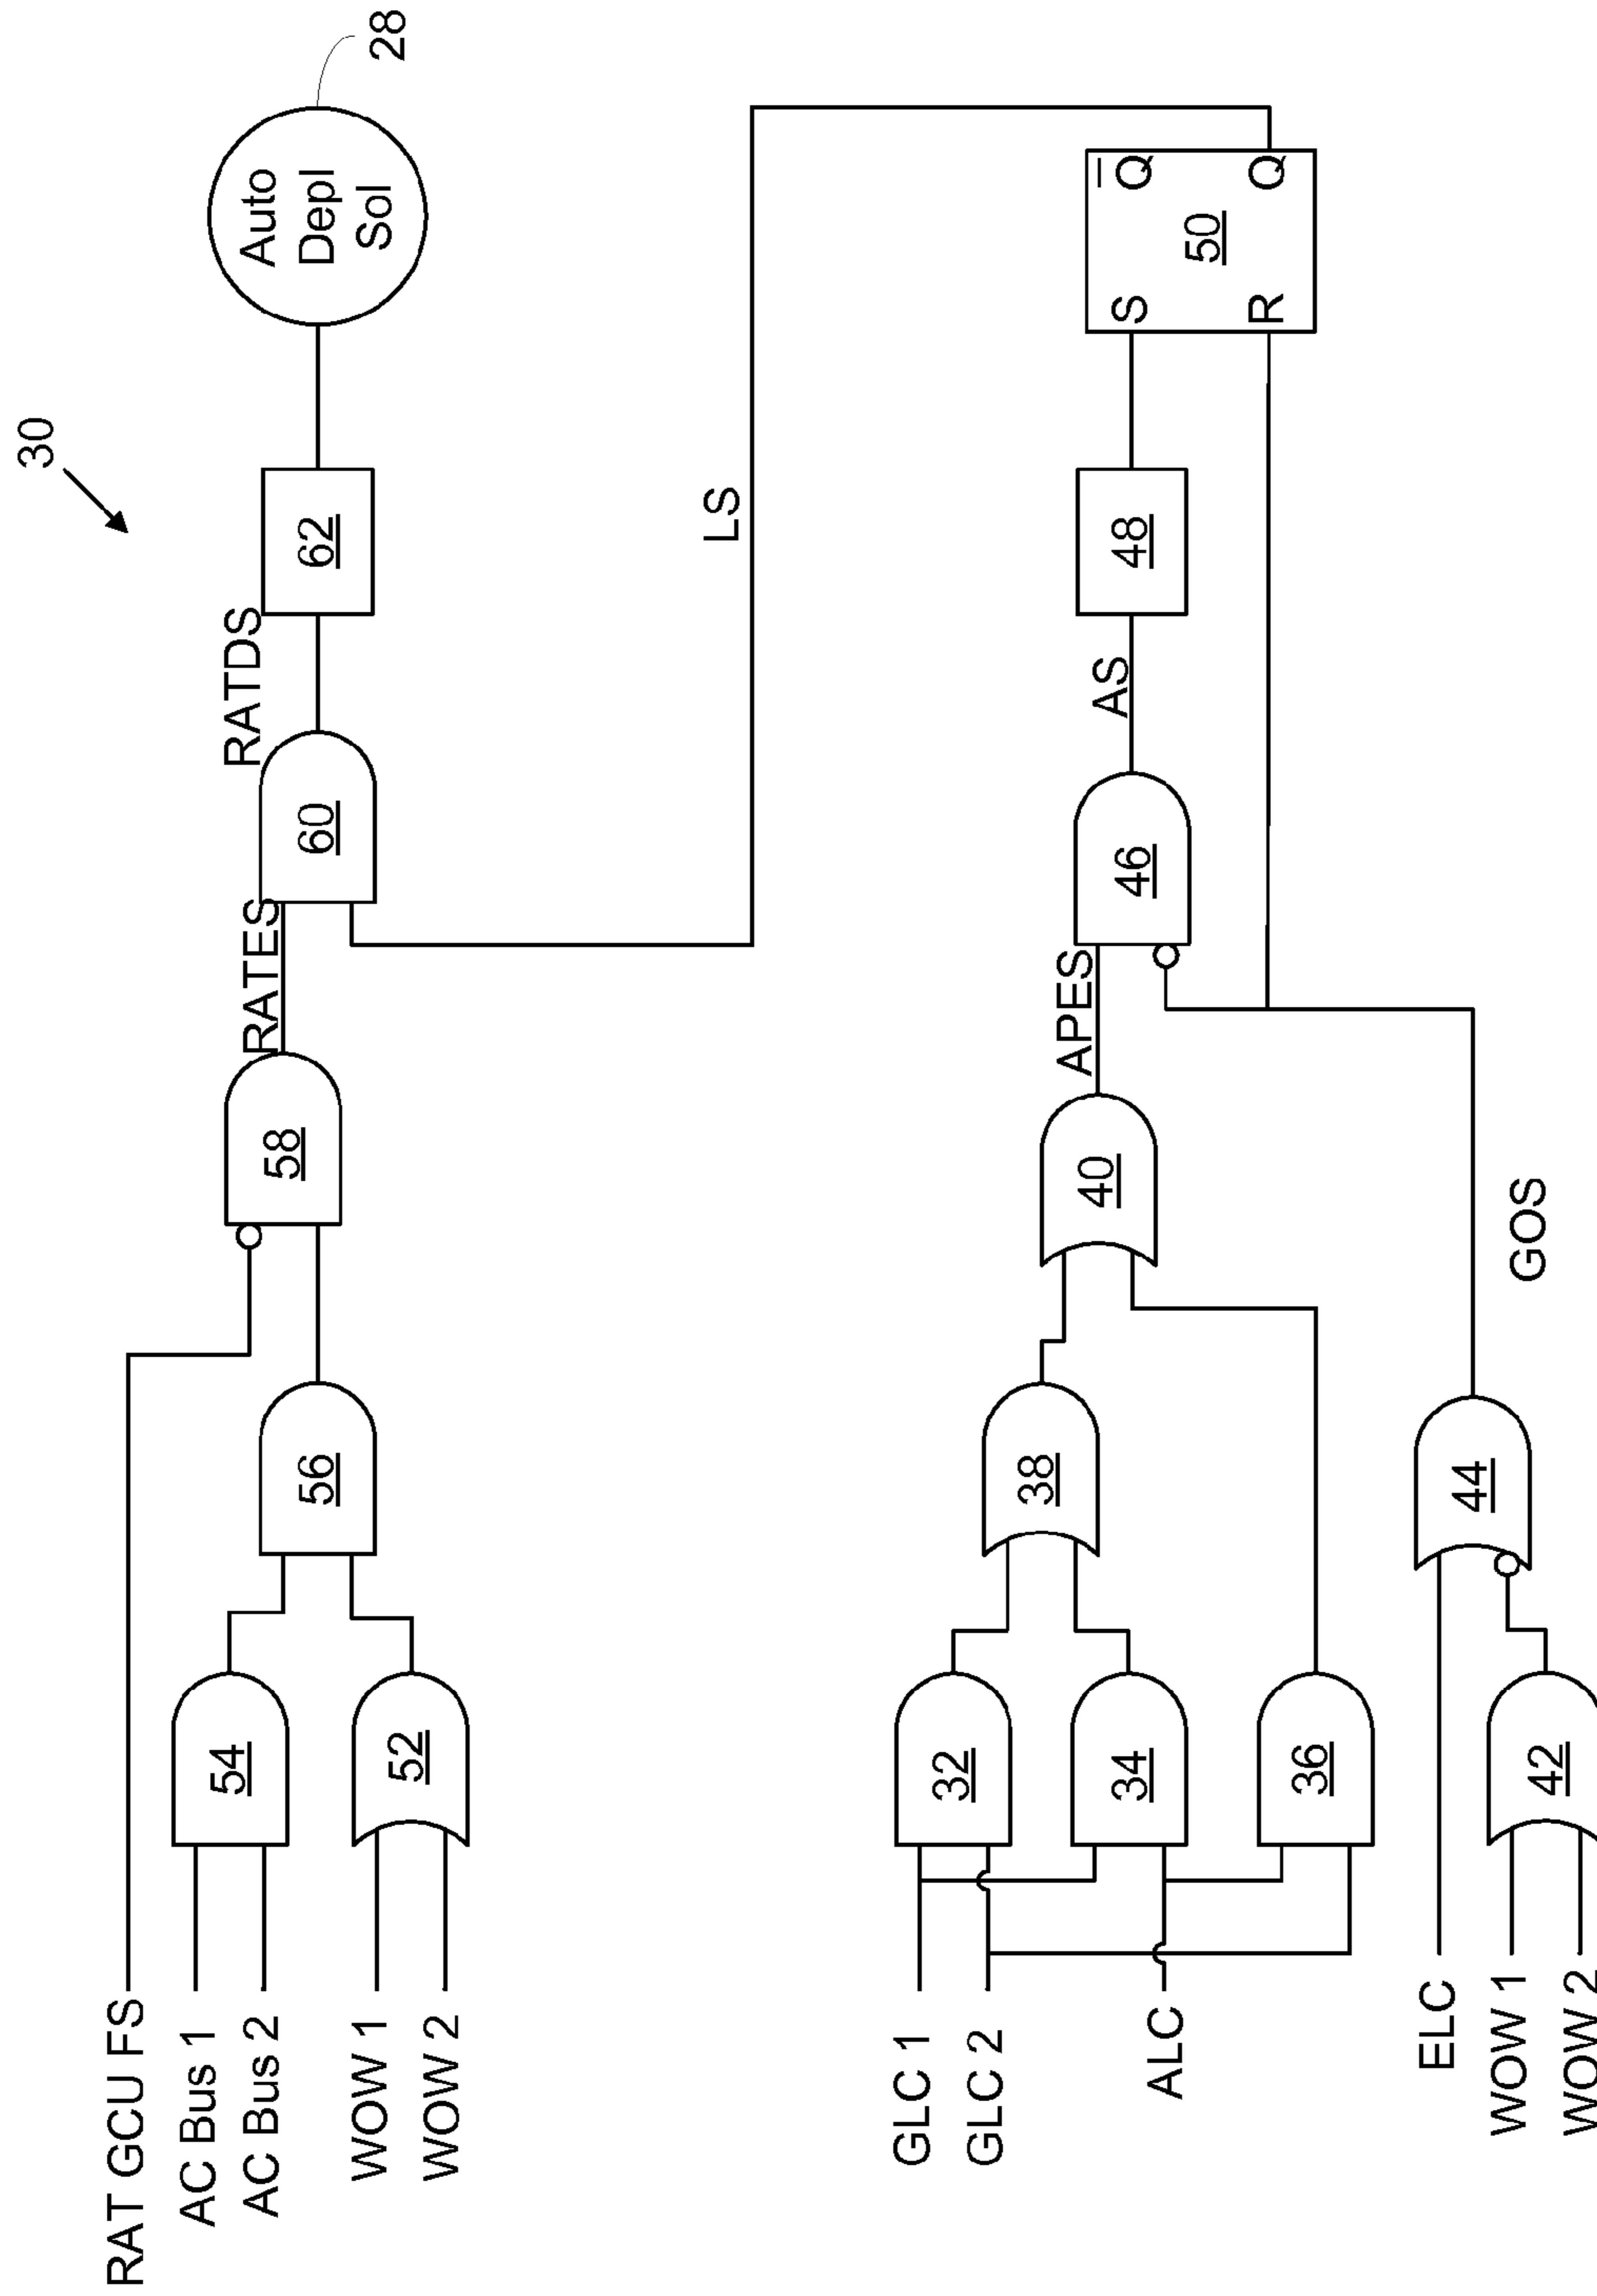 30
RAT GCU FS
AC Bus 1
AC Bus 2
WOW 1
WOW 2
54
52
56
58
RATES
60
RATDS
62
Auto
Depl
Sol
28
LS
GLC 1
GLC 2
ALC
32
34
36
38
40
APES
46
AS
48
S
R
50
Q̅
Q
ELC
WOW 1
WOW 2
42
44
GOS